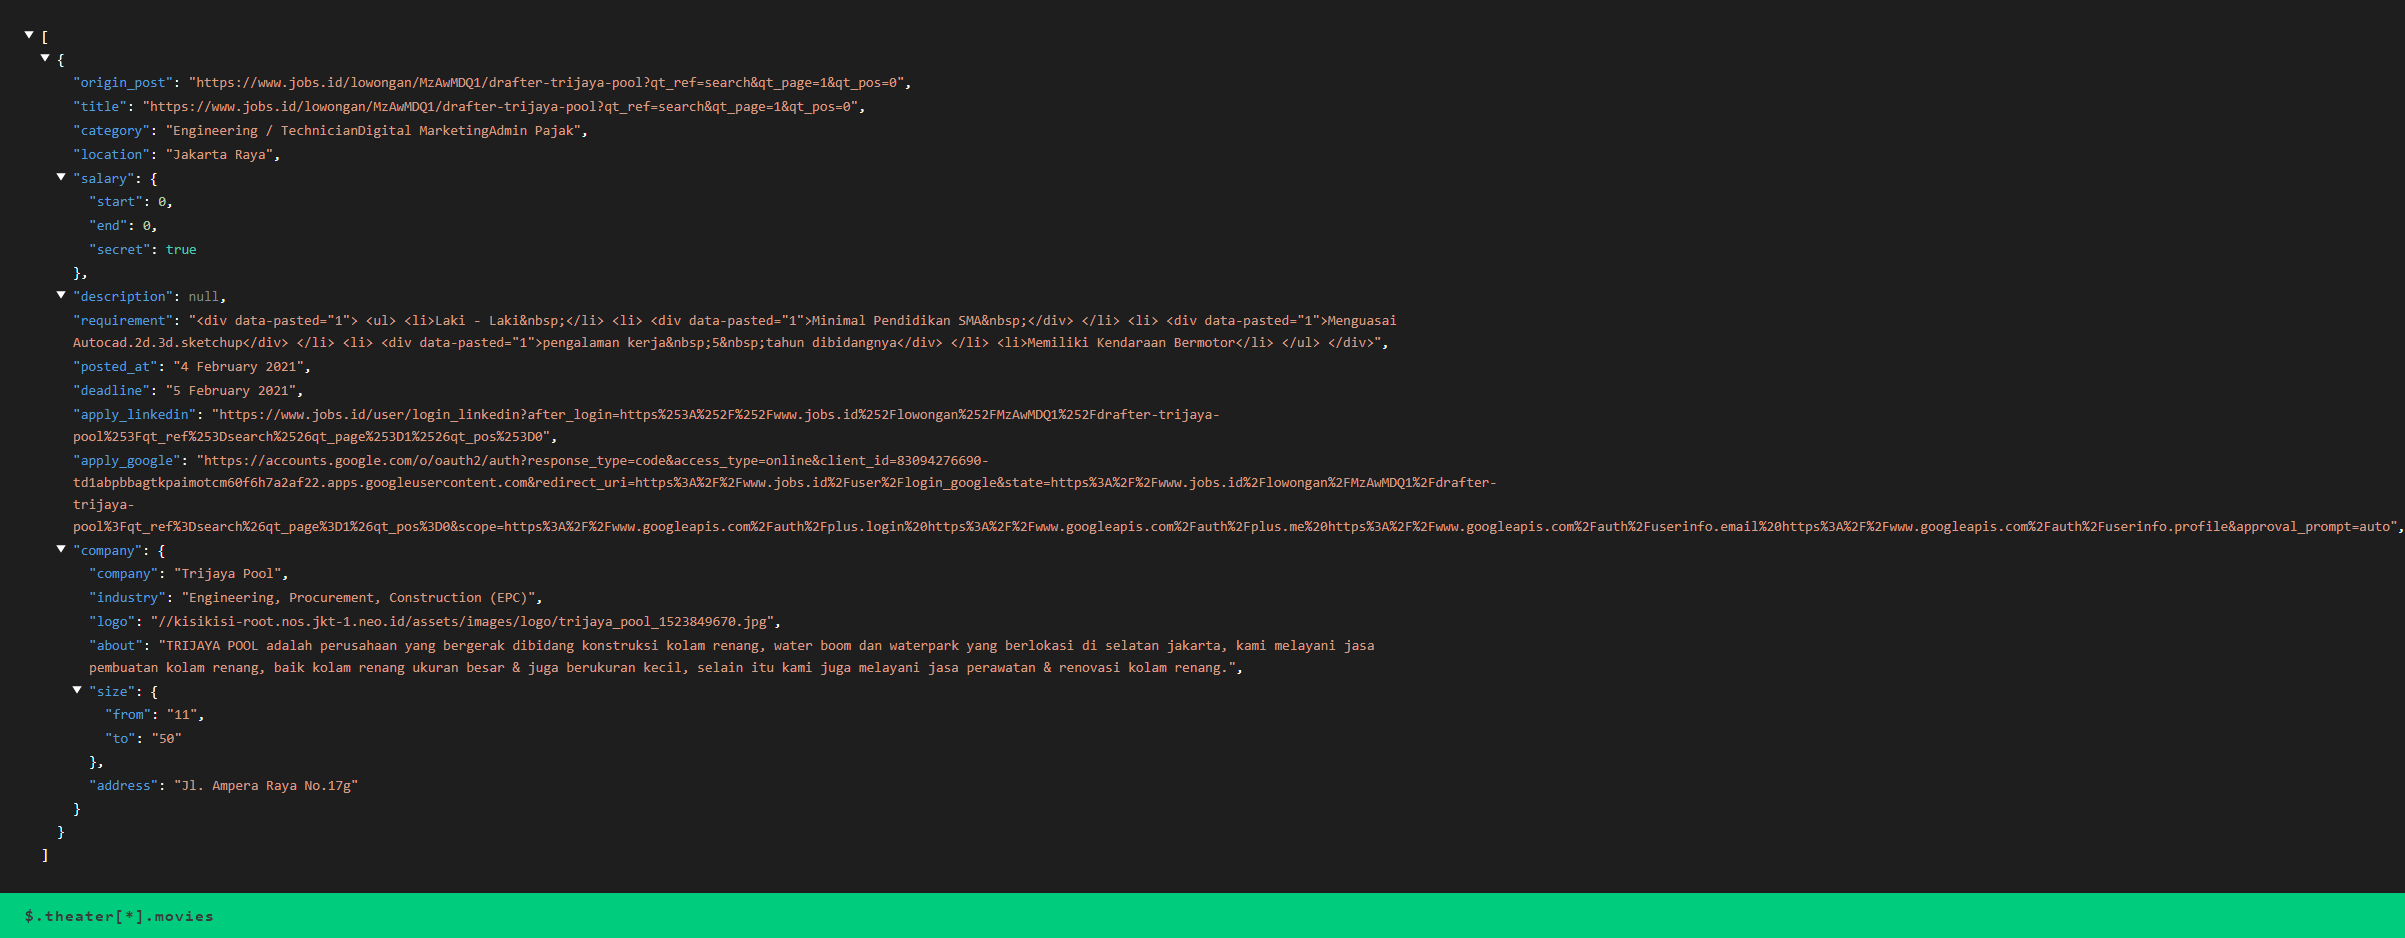 [
{
"origin_post": "https://www.jobs.id/lowongan/MzAwMDQ1/drafter-trijaya-pool?qt_ref=search&qt_page=1&qt_pos=0",
"title": "https://www.jobs.id/lowongan/MzAwMDQ1/drafter-trijaya-pool?qt_ref=search&qt_page=1&qt_pos=0",
"category": "Engineering / TechnicianDigital MarketingAdmin Pajak",
"location": "Jakarta Raya",
"salary": {
"start": 0,
"end": 0,
"secret": true
},
"description": null,
"requirement": "<div data-pasted="1"> <ul> <li>Laki - Laki&nbsp;</li> <li> <div data-pasted="1">Minimal Pendidikan SMA&nbsp;</div> </li> <li> <div data-pasted="1">Menguasai
Autocad.2d.3d.sketchup</div> </li> <li> <div data-pasted="1">pengalaman kerja&nbsp;5&nbsp;tahun dibidangnya</div> </li> <li>Memiliki Kendaraan Bermotor</li> </ul> </div>",
"posted_at": "4 February 2021",
"deadline": "5 February 2021",
"apply_linkedin": "https://www.jobs.id/user/login_linkedin?after_login=https%253A%252F%252Fwww.jobs.id%252Flowongan%252FMzAwMDQ1%252Fdrafter-trijaya-
pool%253Fqt_ref%253Dsearch%2526qt_page%253D1%2526qt_pos%253D0",
"apply_google": "https://accounts.google.com/o/oauth2/auth?response_type=code&access_type=online&client_id=83094276690-
td1abpbbagtkpaimotcm60f6h7a2af22.apps.googleusercontent.com&redirect_uri=https%3A%2F%2Fwww.jobs.id%2Fuser%2Flogin_google&state=https%3A%2F%2Fwww.jobs.id%2Flowongan%2FMzAwMDQ1%2Fdrafter-
trijaya-
pool%3Fqt_ref%3Dsearch%26qt_page%3D1%26qt_pos%3D0&scope=https%3A%2F%2Fwww.googleapis.com%2Fauth%2Fplus.login%20https%3A%2F%2Fwww.googleapis.com%2Fauth%2Fplus.me%20https%3A%2F%2Fwww.googleapis.com%2Fauth%2Fuserinfo.email%20https%3A%2F%2Fwww.googleapis.com%2Fauth%2Fuserinfo.profile&approval_prompt=auto",
"company": {
"company": "Trijaya Pool",
"industry": "Engineering, Procurement, Construction (EPC)",
"logo": "//kisikisi-root.nos.jkt-1.neo.id/assets/images/logo/trijaya_pool_1523849670.jpg",
"about": "TRIJAYA POOL adalah perusahaan yang bergerak dibidang konstruksi kolam renang, water boom dan waterpark yang berlokasi di selatan jakarta, kami melayani jasa
pembuatan kolam renang, baik kolam renang ukuran besar & juga berukuran kecil, selain itu kami juga melayani jasa perawatan & renovasi kolam renang.",
"size": {
"from": "11",
"to": "50"
},
"address": "Jl. Ampera Raya No.17g"
}
}
]
$.theater[*].movies